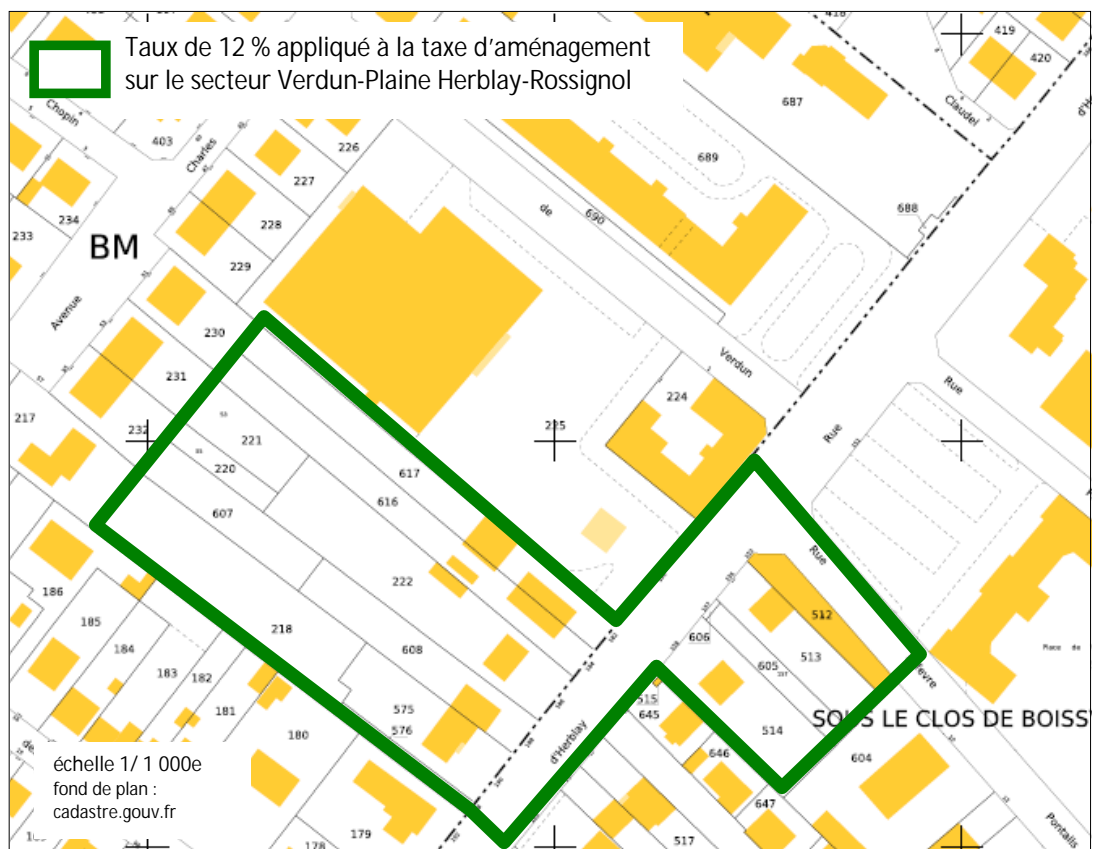 Taux de 12 % appliqué à la taxe d'aménagement
sur le secteur Verdun-Plaine Herblay-Rossignol
419
420
687
Claudel
Chopin
403
Charles
226
227
689
234
228
de
690
688
233
BM
229
Avenue
230
Verdun
Rue
231
224
217
232
221
225
Rue
220
617
616
607
Rue
186
222
512
185
606
218
184
608
605
513
183
182
515
645
181
575
514
SOUS LE CLOS DE BOISS
180
576
d'Herblay
646
604
échelle 1/ 1 000e
fond de plan :
cadastre.gouv.fr
647
179
178
517
Pontalis